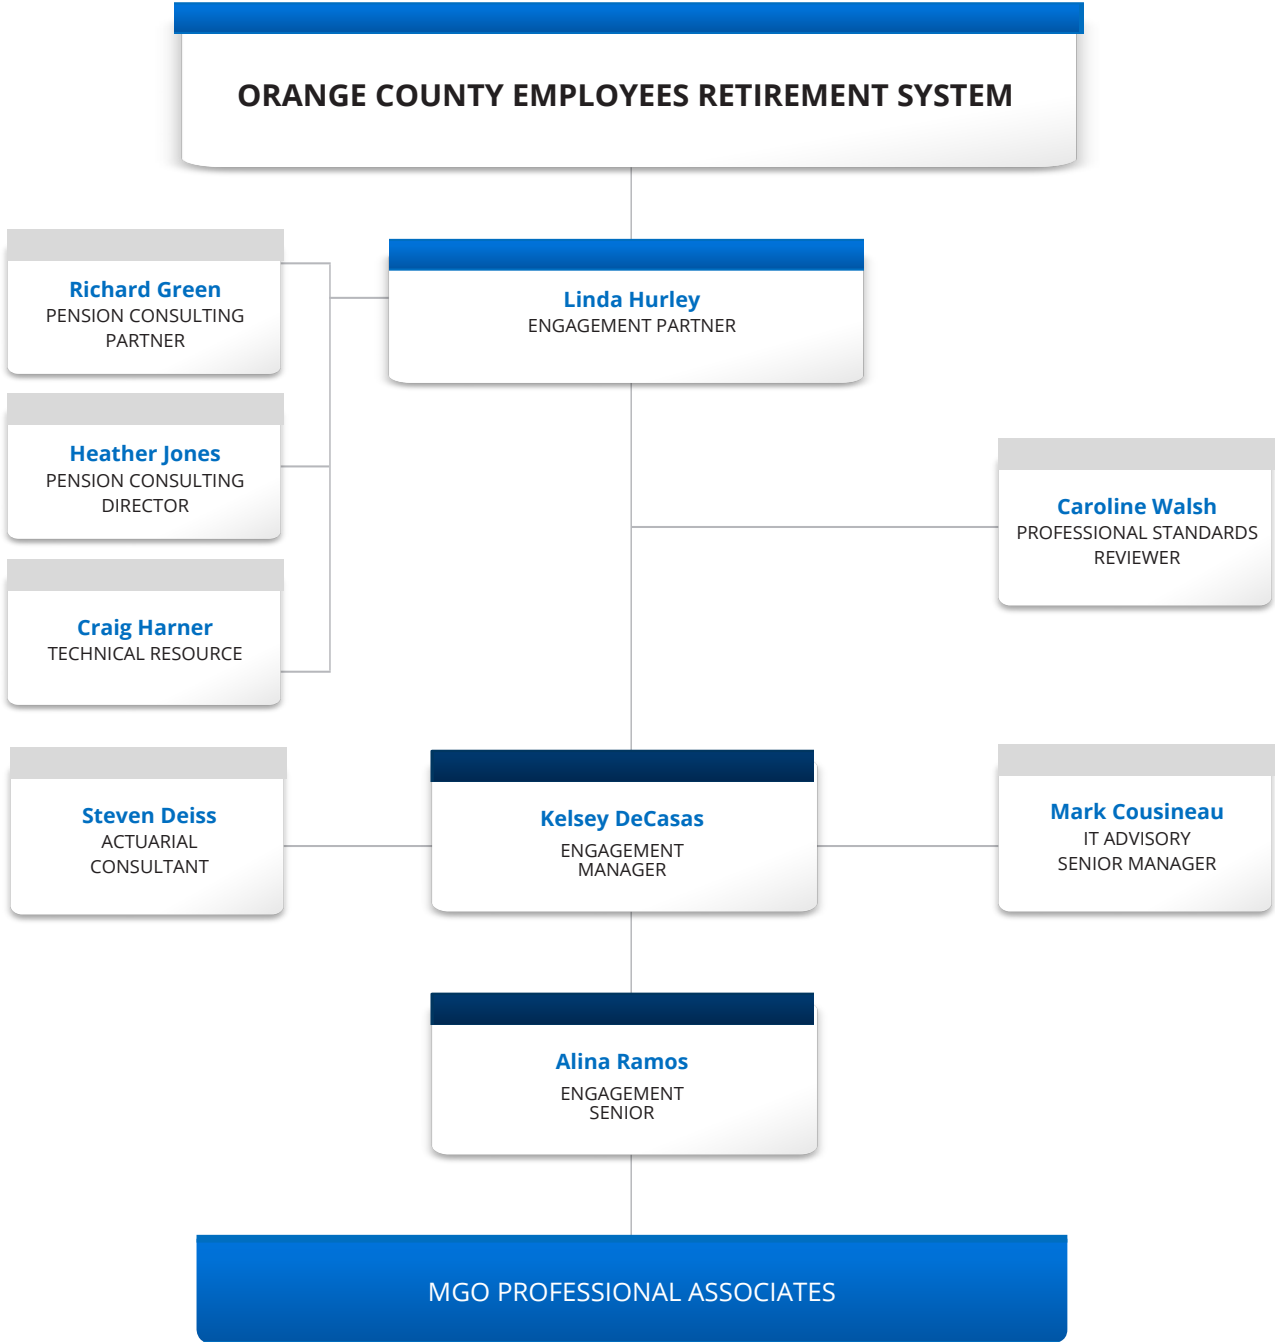 ORANGE COUNTY EMPLOYEES RETIREMENT SYSTEM
Richard Green
PENSION CONSULTING
PARTNER
Linda Hurley
ENGAGEMENT PARTNER
Heather Jones
PENSION CONSULTING
DIRECTOR
Caroline Walsh
PROFESSIONAL STANDARDS
REVIEWER
Craig Harner
TECHNICAL RESOURCE
Steven Deiss
ACTUARIAL
CONSULTANT
Kelsey DeCasas
ENGAGEMENT
MANAGER
Mark Cousineau
IT ADVISORY
SENIOR MANAGER
Alina Ramos
ENGAGEMENT
SENIOR
MGO PROFESSIONAL ASSOCIATES